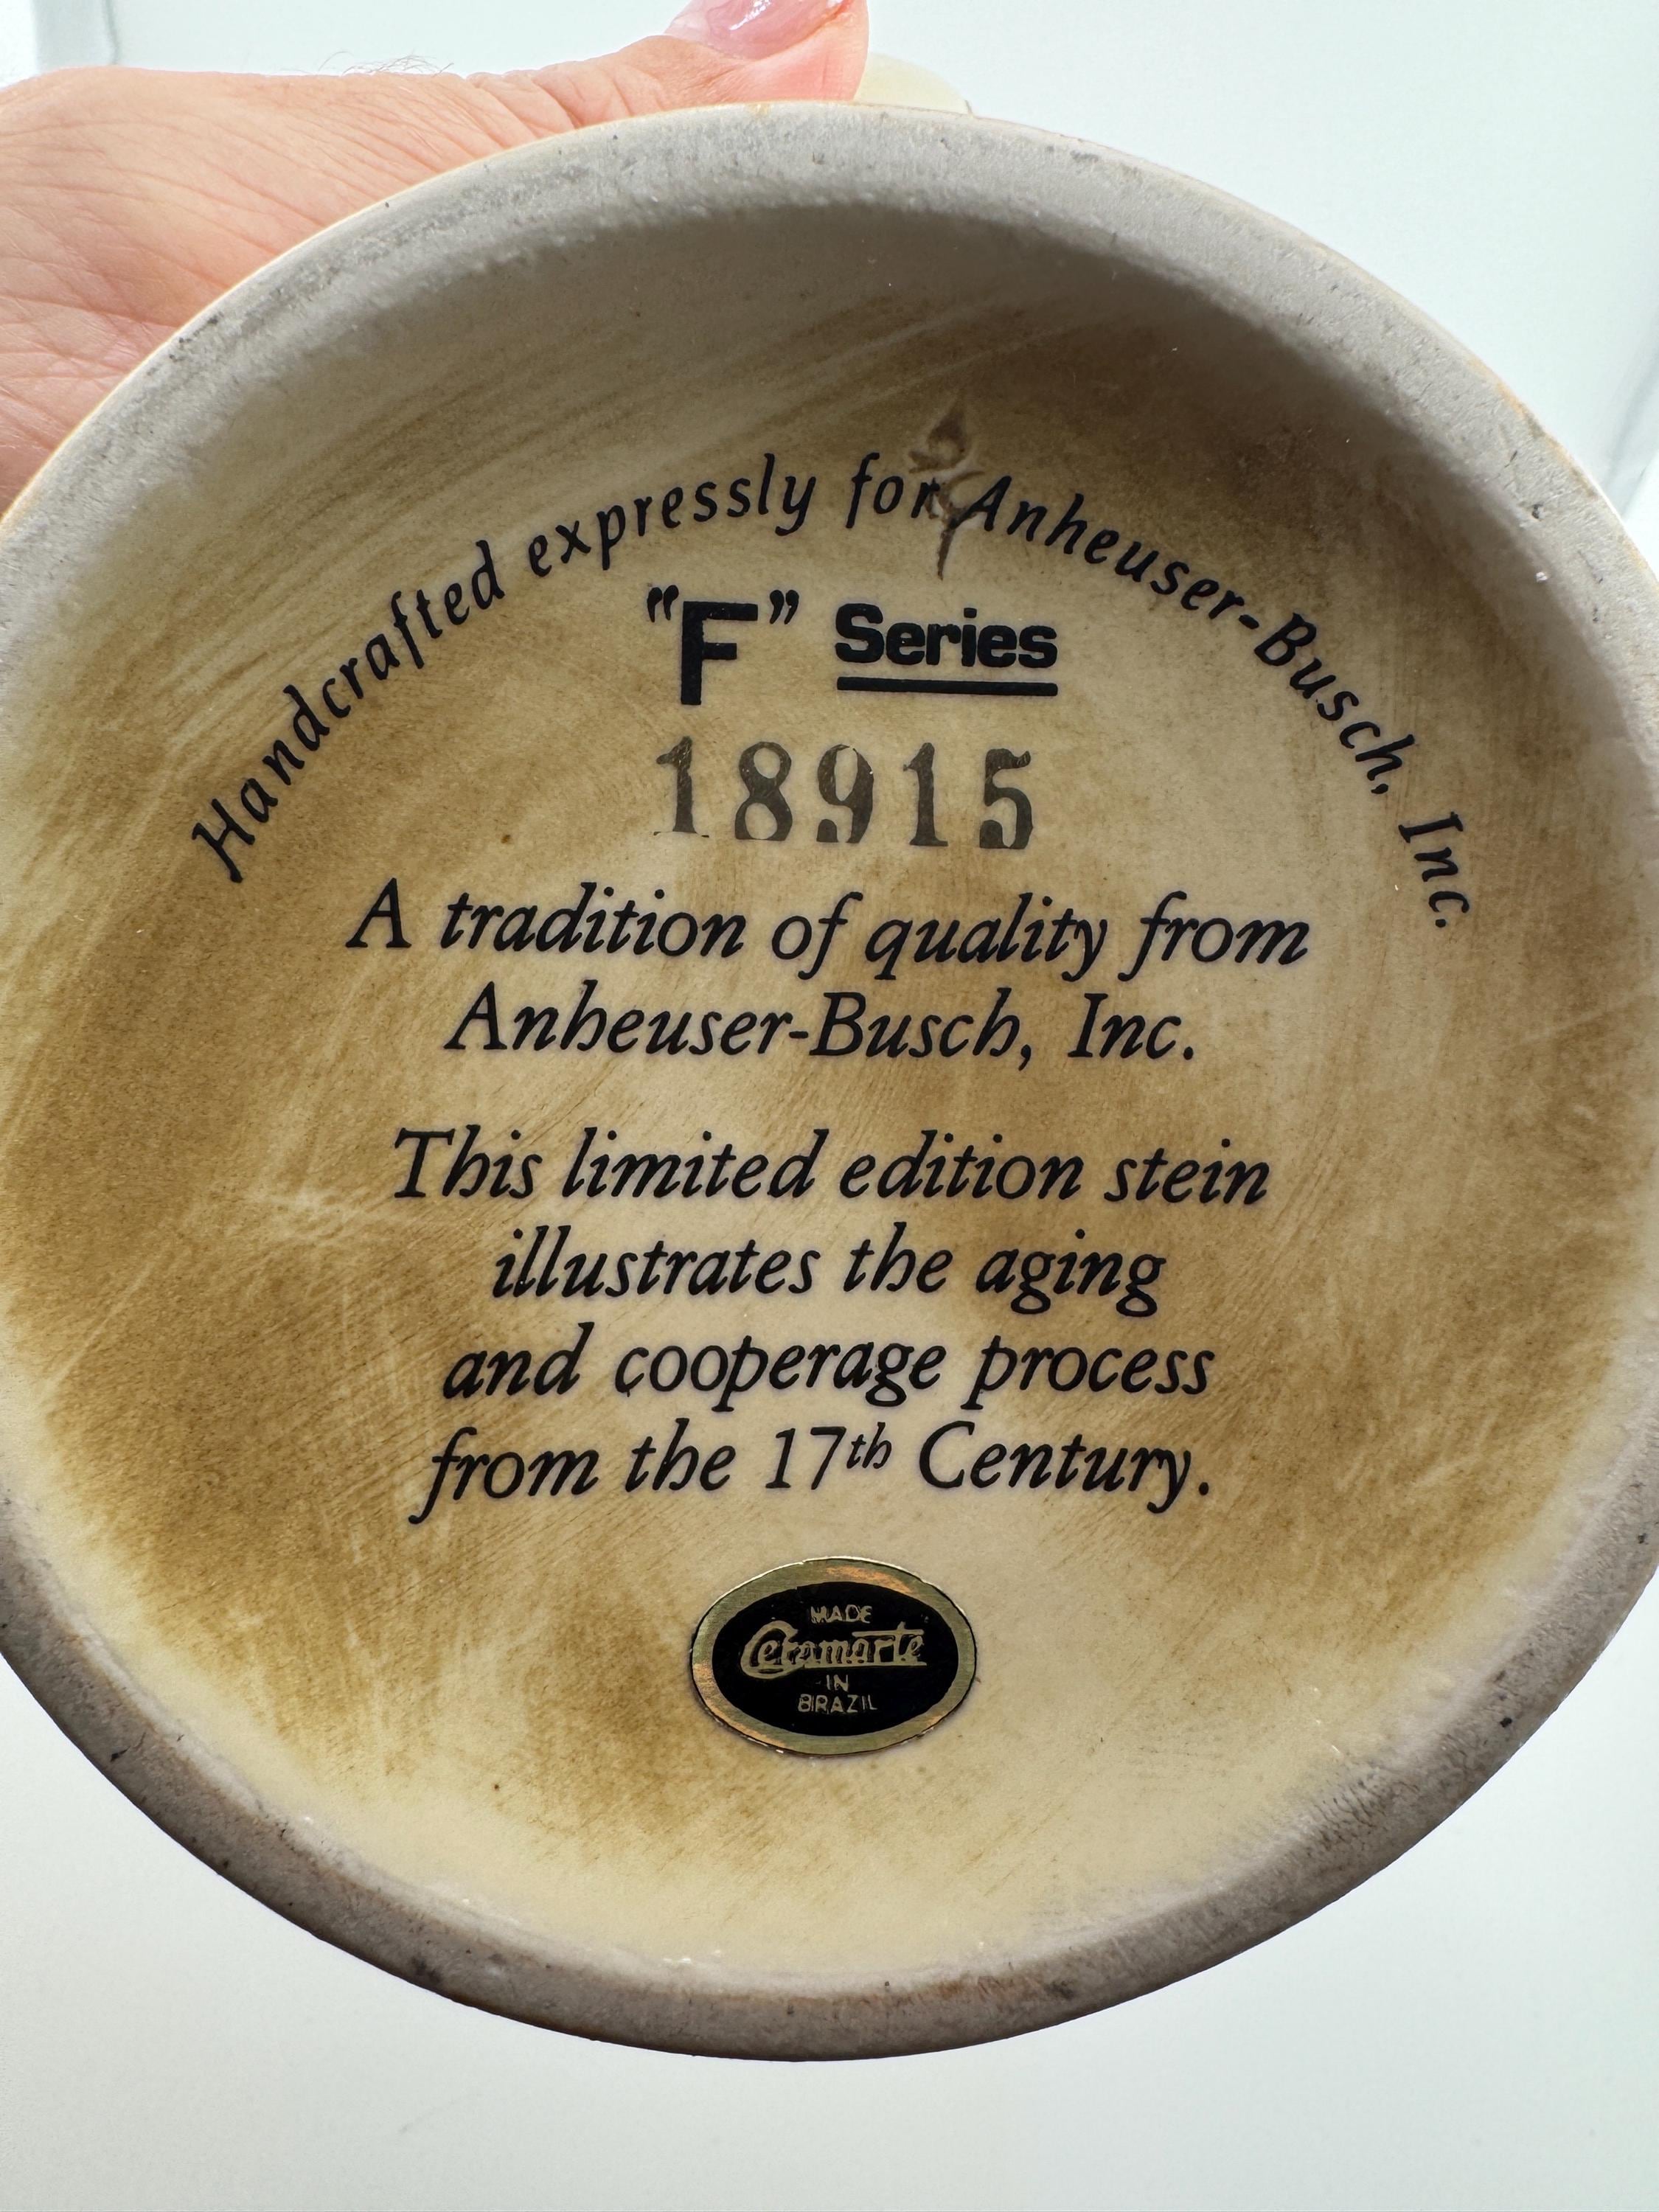 Handcrafted expressly for Anheuser-Busch, Inc.
"F" Series
18915
A tradition of quality from
Anheuser-Busch, Inc.
This limited edition stein
illustrates the aging
and cooperage process
from the 17th Century.
MADE
Ceramarte
IN
BRAZIL